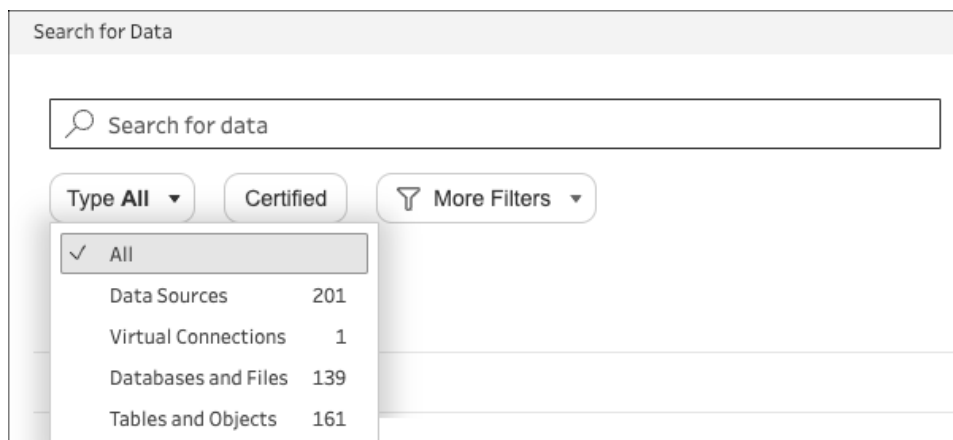 Search for Data
Search for data
Type All Certified More Filters
All
Data Sources 201
Virtual Connections 1
Databases and Files 139
Tables and Objects 161